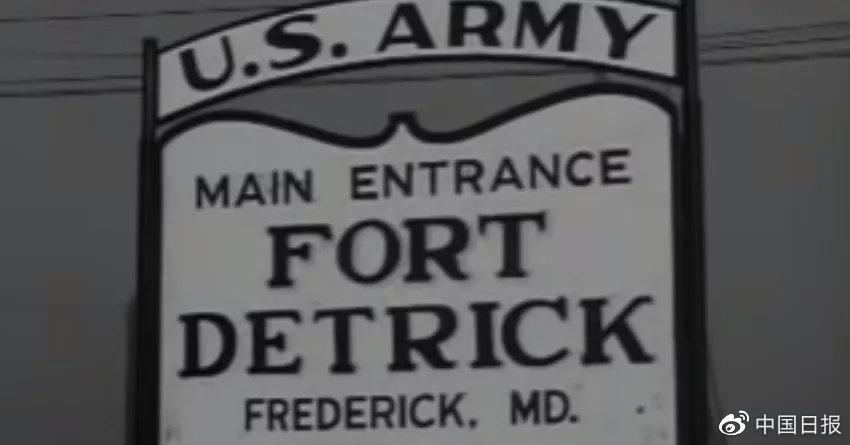 U.S. ARMY
MAIN ENTRANCE
FORT
DETRICK
FREDERICK, MD.
中国日报